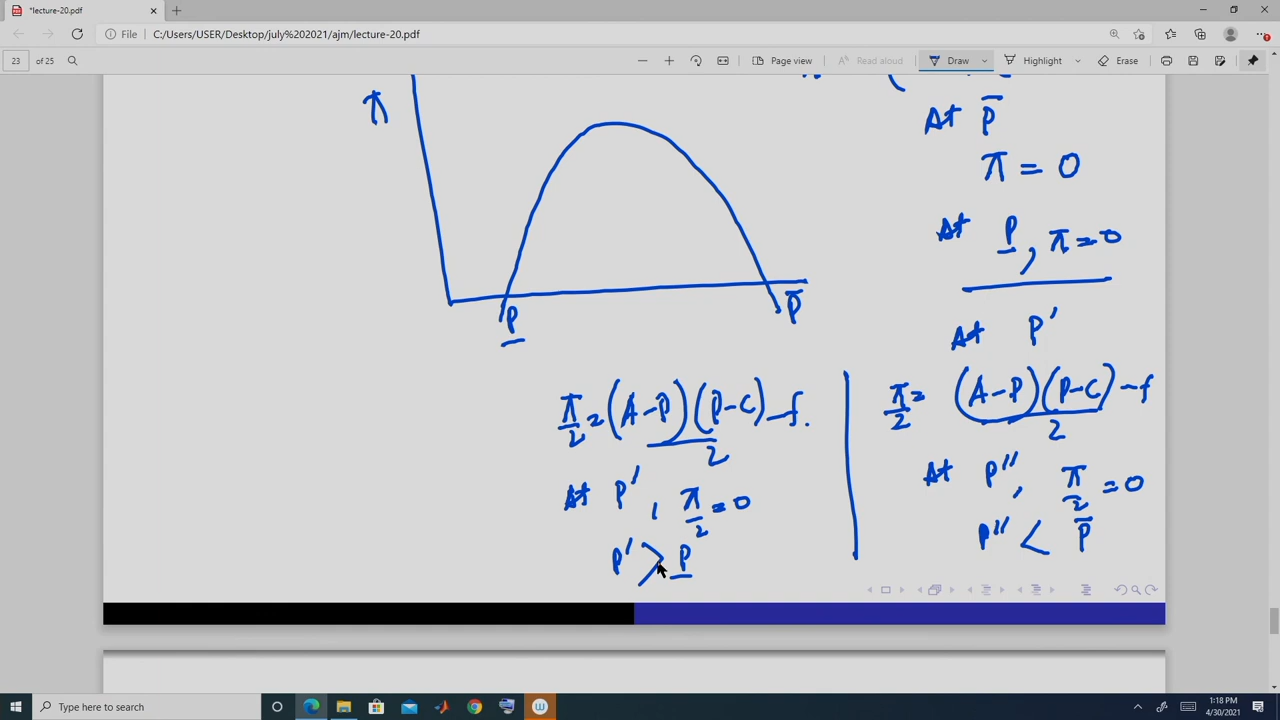 *lecture-20.pdf
File C:/Users/USER/Desktop/july%202021/ajm/lecture-20.pdf
23 of 25
Page view
Read aloud
Draw
Highlight
Erase
π
At P̅
π = 0
At P̲, π=0
P̲
P̅
At P'
π/2 = (A-P)(P-C)/2 - f.
At P', π/2 = 0
P' > P̲
π/2 = (A-P)(P-C)/2 - f
At P'', π/2 = 0
P'' < P̅
Type here to search
1:18 PM
4/30/2021